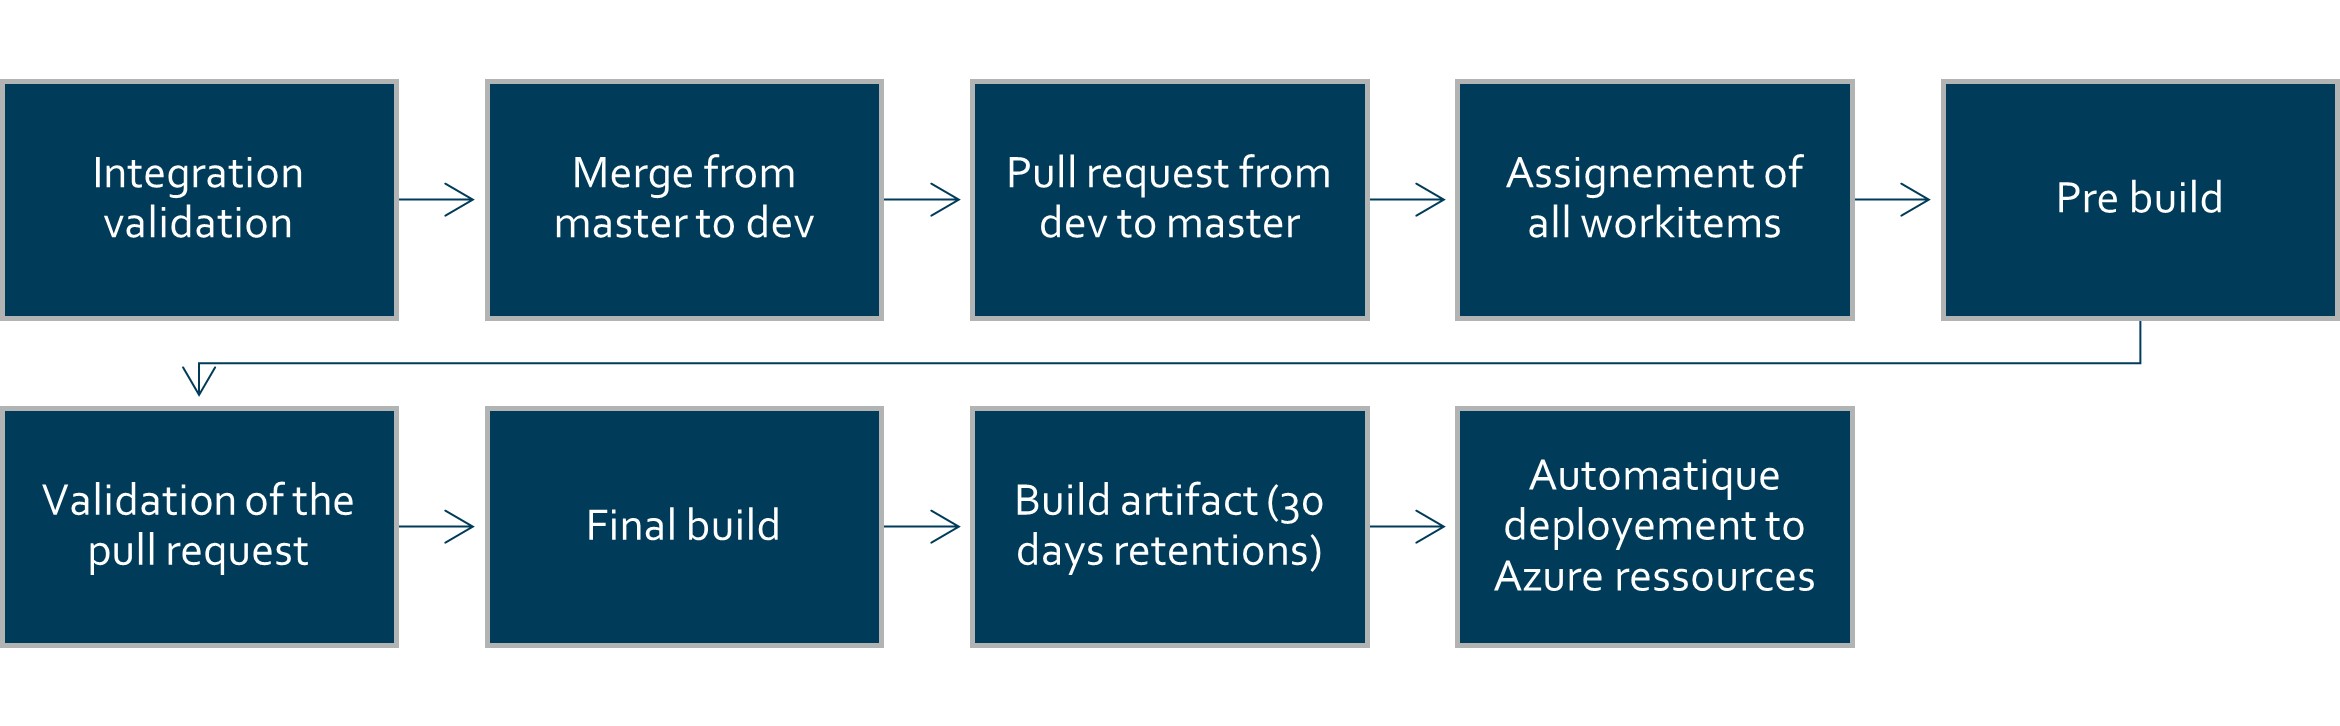 Integration
validation
Merge from
master to dev
Pull request from
dev to master
Assignement of
all workitems
Pre build
Validation of the
pull request
Final build
Build artifact (30
days retentions)
Automatique
deployement to
Azure ressources